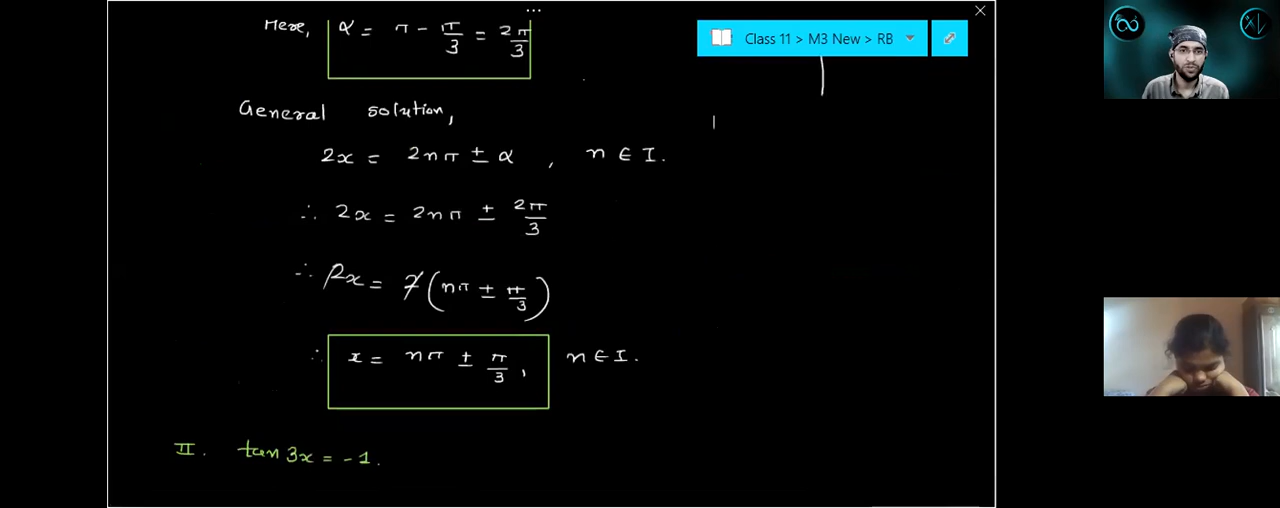 Here, α = π - π/3 = 2π/3
Class 11 > M3 New > RB
General solution,
2x = 2nπ ± α , n ∈ I.
∴ 2x = 2nπ ± 2π/3
∴ 2x = 2(nπ ± π/3)
∴ x = nπ ± π/3, n ∈ I.
II. tan 3x = -1.